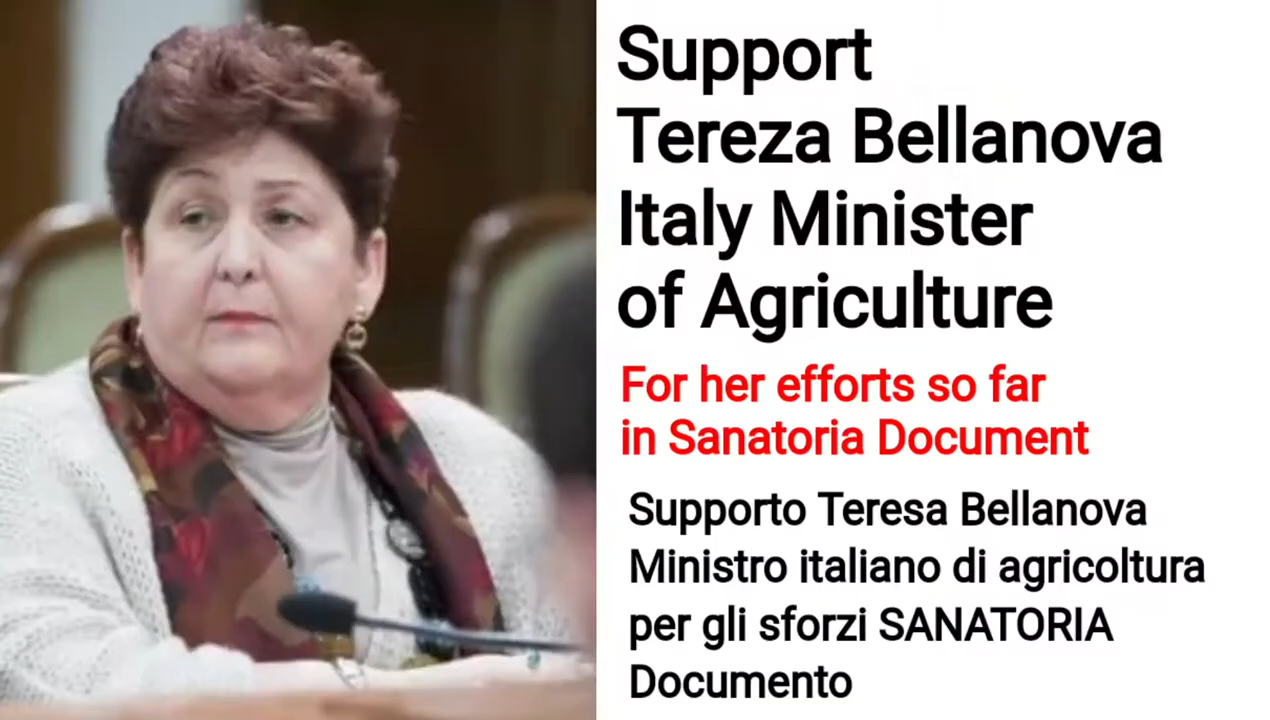 Support
Tereza Bellanova
Italy Minister
of Agriculture
For her efforts so far
in Sanatoria Document
Supporto Teresa Bellanova
Ministro italiano di agricoltura
per gli sforzi SANATORIA
Documento